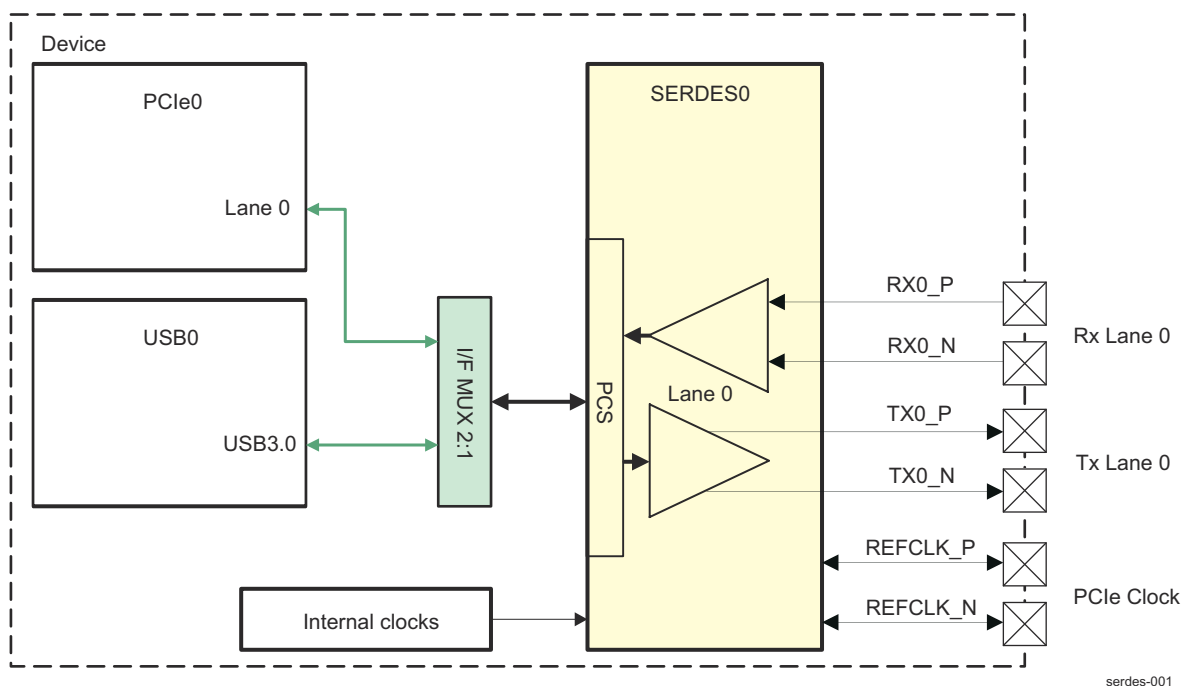 Device
PCIe0
SERDES0
Lane 0
RX0_P
USB0
RX0_N
Rx Lane 0
I/F MUX 2:1
PCS
Lane 0
TX0_P
USB3.0
TX0_N
Tx Lane 0
REFCLK_P
PCIe Clock
REFCLK_N
Internal clocks
serdes-001